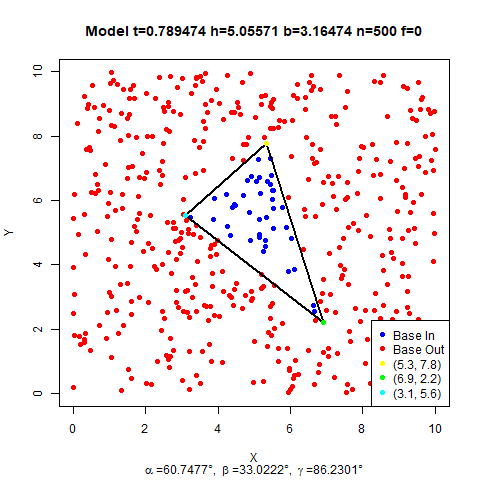 Model t=0.789474 h=5.05571 b=3.16474 n=500 f=0
10
8
6
4
2
0
Y
Base In
Base Out
(5.3, 7.8)
(6.9, 2.2)
(3.1, 5.6)
0 2 4 6 8 10
X
α=60.7477°, β=33.0222°, γ=86.2301°